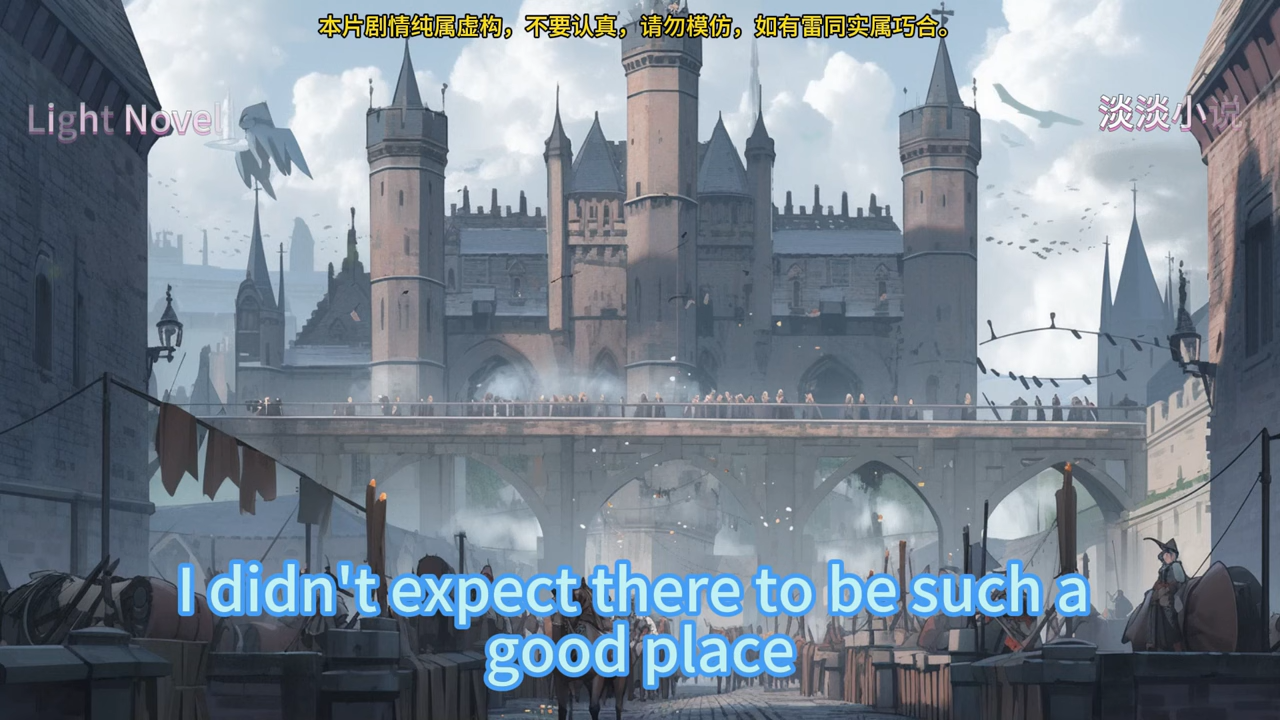 本片剧情纯属虚构，不要认真，请勿模仿，如有雷同实属巧合。
Light Novel
淡淡小说
I didn't expect there to be such a
good place